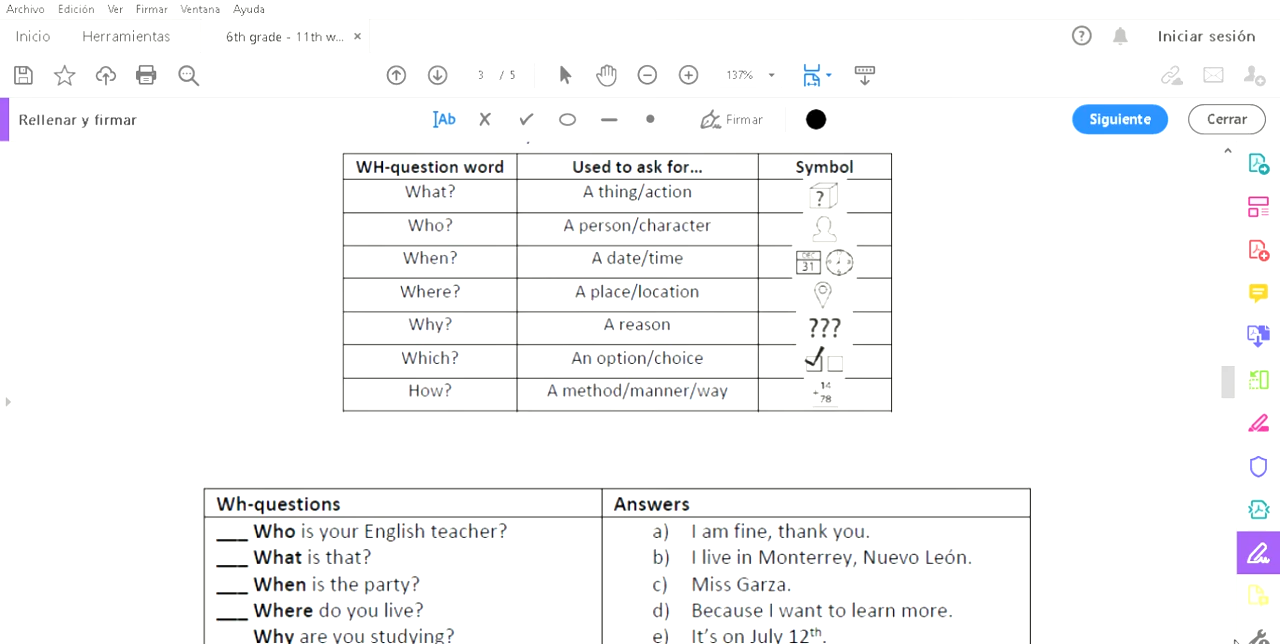 Archivo Edición Ver Firmar Ventana Ayuda
Inicio Herramientas 6th grade - 11th w... × ? Iniciar sesión
3 / 5 137%
Rellenar y firmar Ab Firmar Siguiente Cerrar
WH-question word Used to ask for... Symbol
What? A thing/action ?
Who? A person/character
When? A date/time DEC 31
Where? A place/location
Why? A reason ???
Which? An option/choice
How? A method/manner/way +14 78
Wh-questions Answers
___ Who is your English teacher? a) I am fine, thank you.
___ What is that? b) I live in Monterrey, Nuevo León.
___ When is the party? c) Miss Garza.
___ Where do you live? d) Because I want to learn more.
Why are you studying? e) It's on July 12th.